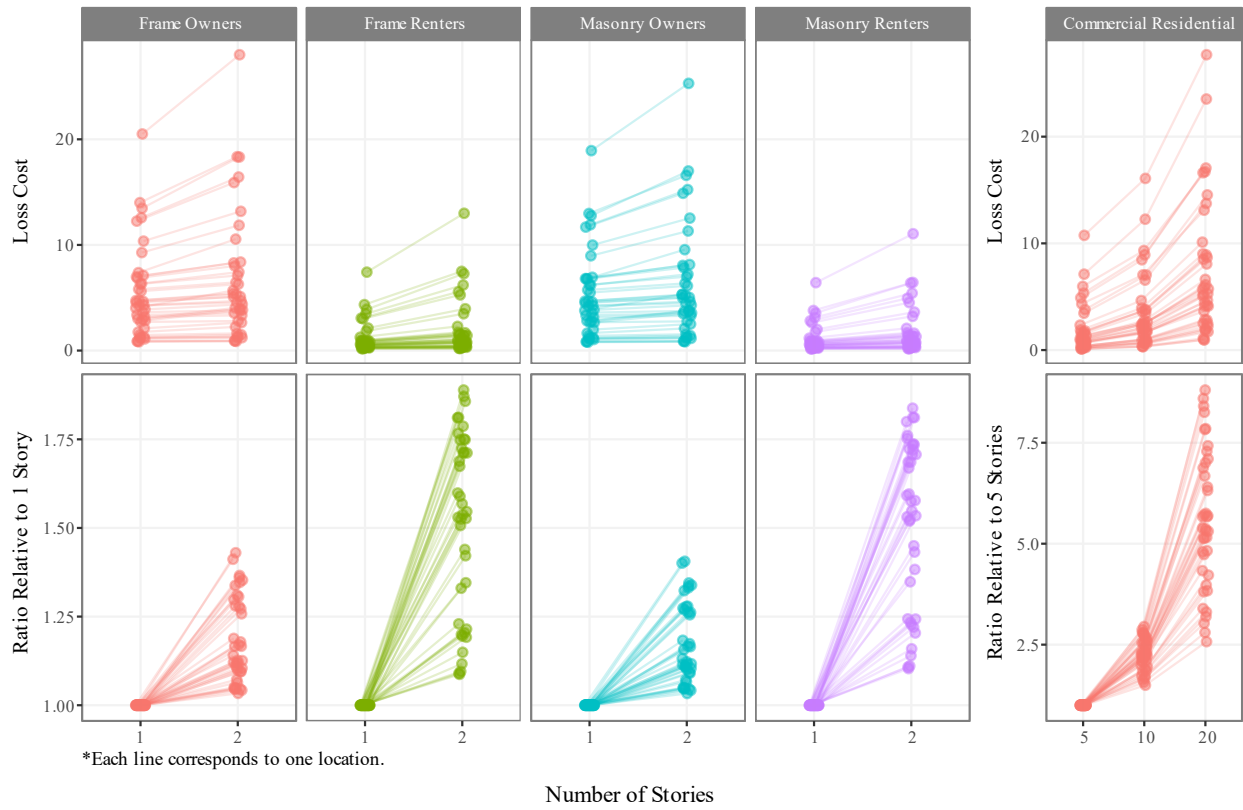 Frame Owners Frame Renters Masonry Owners Masonry Renters Commercial Residential
Loss Cost
20
10
0
Loss Cost
20
10
0
Ratio Relative to 1 Story
1.75
1.50
1.25
1.00
Ratio Relative to 5 Stories
7.5
5.0
2.5
1 2 1 2 1 2 1 2 5 10 20
*Each line corresponds to one location.
Number of Stories